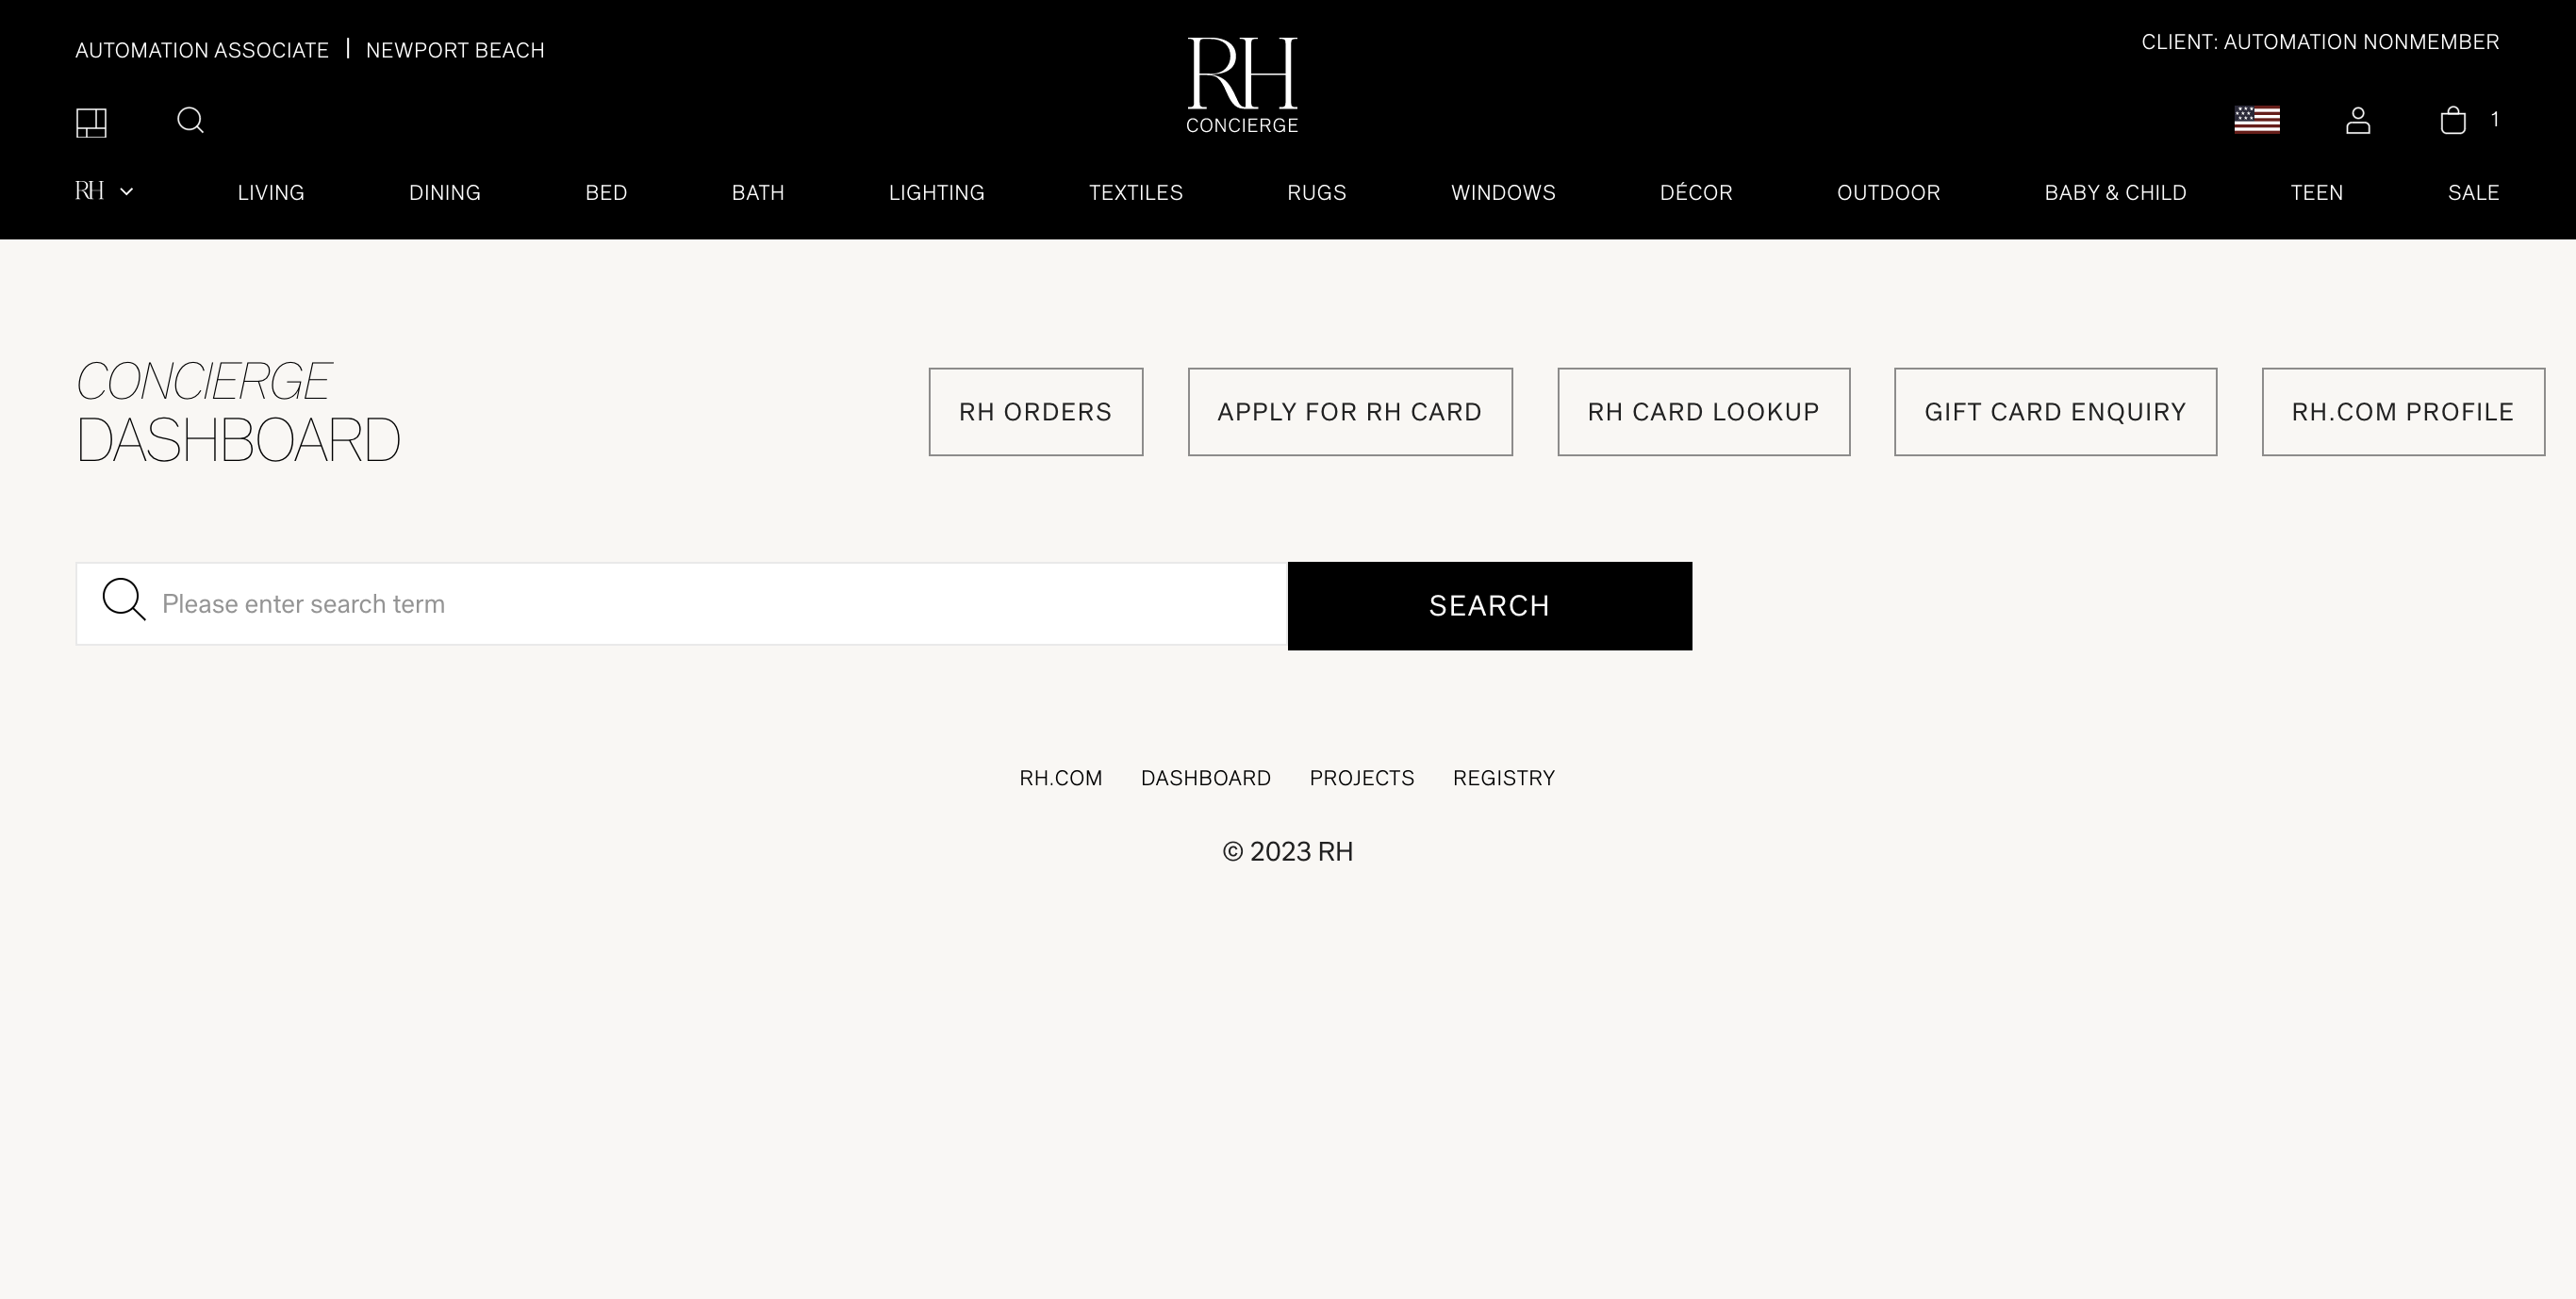 AUTOMATION ASSOCIATE | NEWPORT BEACH
RH
CONCIERGE
CLIENT: AUTOMATION NONMEMBER
1
RH LIVING DINING BED BATH LIGHTING TEXTILES RUGS WINDOWS DÉCOR OUTDOOR BABY & CHILD TEEN SALE
CONCIERGE
DASHBOARD
RH ORDERS APPLY FOR RH CARD RH CARD LOOKUP GIFT CARD ENQUIRY RH.COM PROFILE
Please enter search term SEARCH
RH.COM DASHBOARD PROJECTS REGISTRY
© 2023 RH